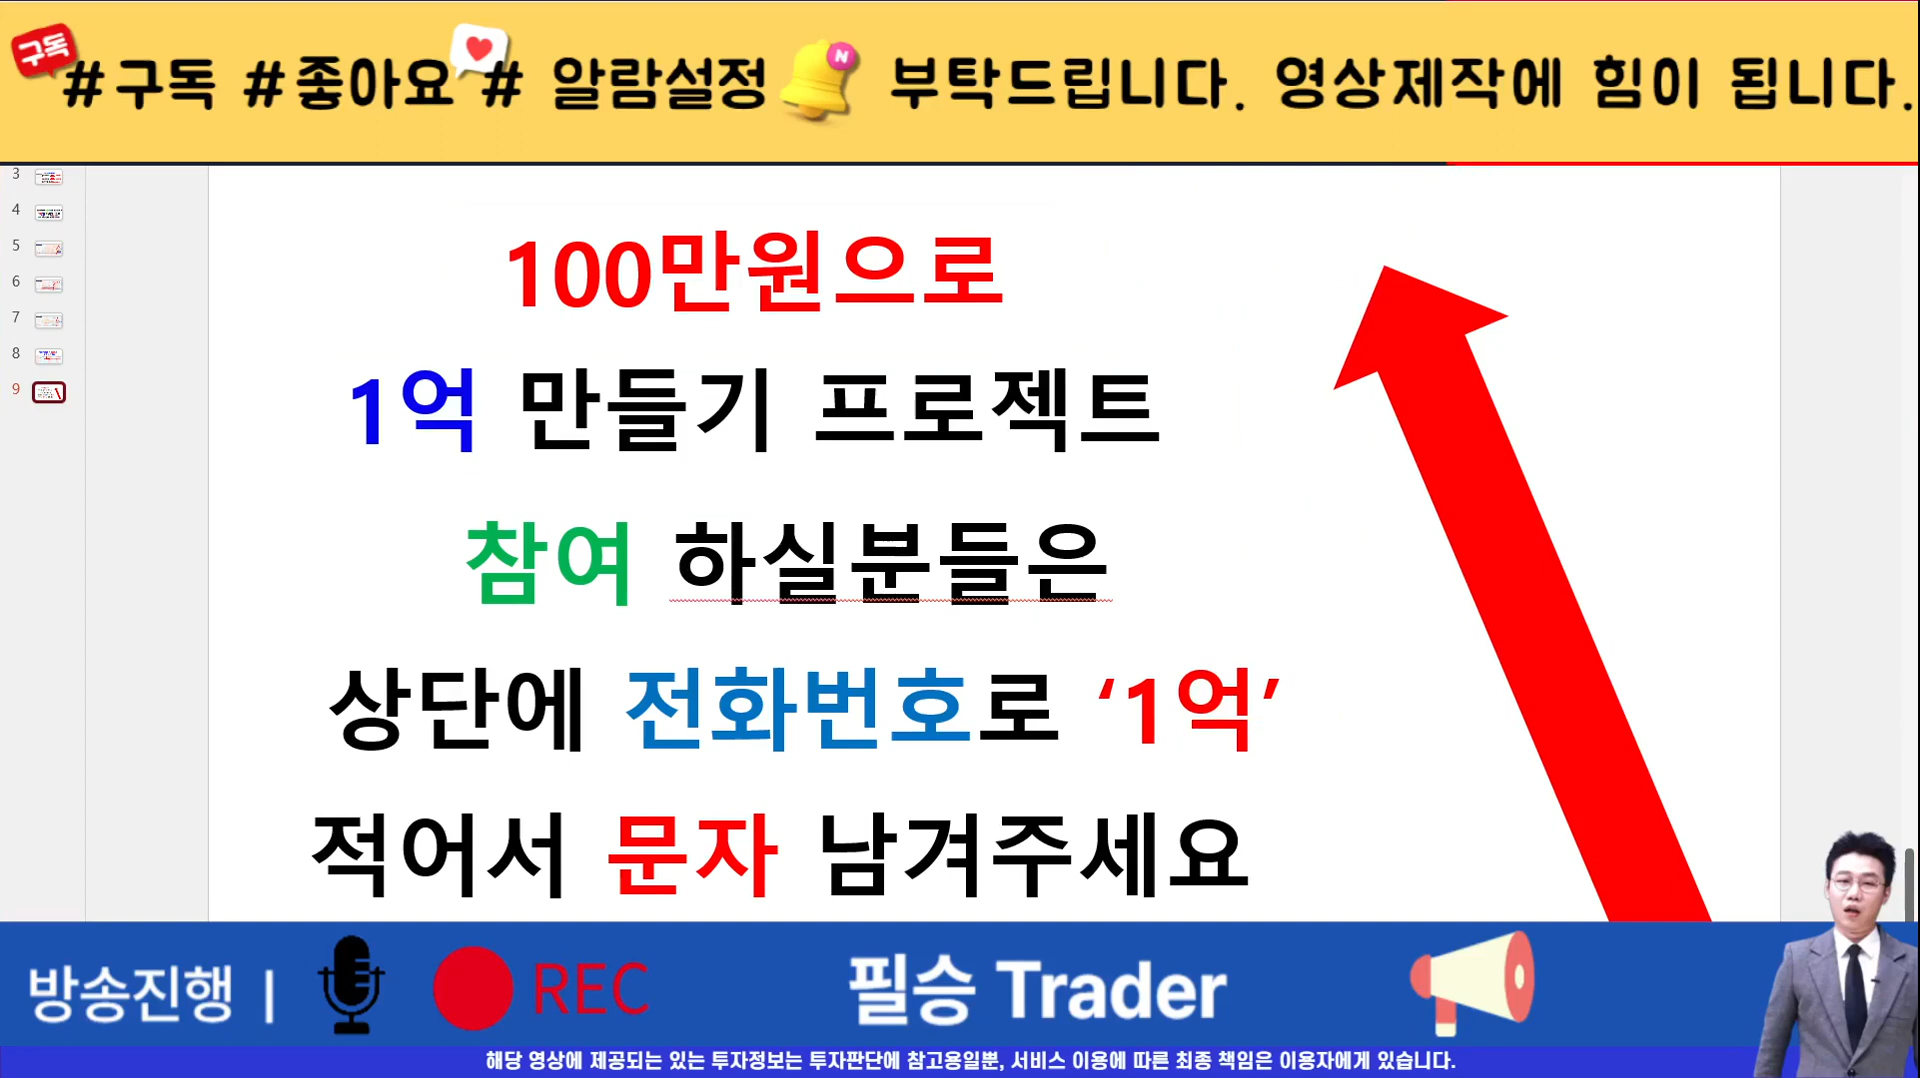 구독
#구독 #좋아요 # 알람설정 N 부탁드립니다. 영상제작에 힘이 됩니다.
3
4
5
6
7
8
9
100만원으로
1억 만들기 프로젝트
참여 하실분들은
상단에 전화번호로 ‘1억’
적어서 문자 남겨주세요
방송진행 | REC 필승 Trader
해당 영상에 제공되는 있는 투자정보는 투자판단에 참고용일뿐, 서비스 이용에 따른 최종 책임은 이용자에게 있습니다.